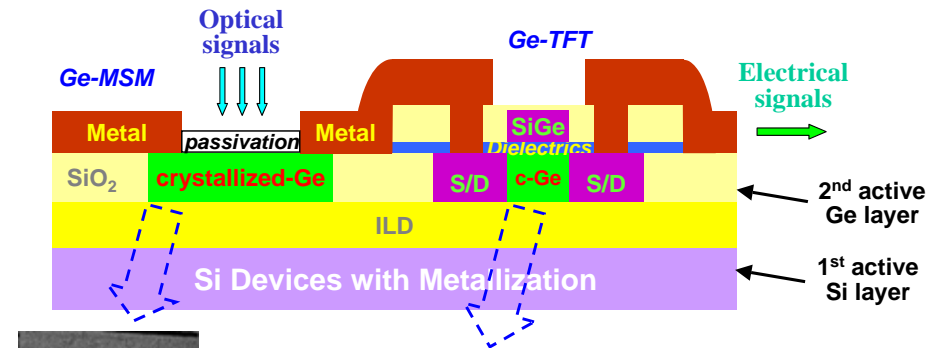 Optical
signals
Ge-MSM
Ge-TFT
Electrical
signals
Metal
passivation
Metal
SiGe
Dielectrics
SiO₂
crystallized-Ge
S/D
c-Ge
S/D
2ⁿᵈ active
Ge layer
ILD
Si Devices with Metallization
1ˢᵗ active
Si layer